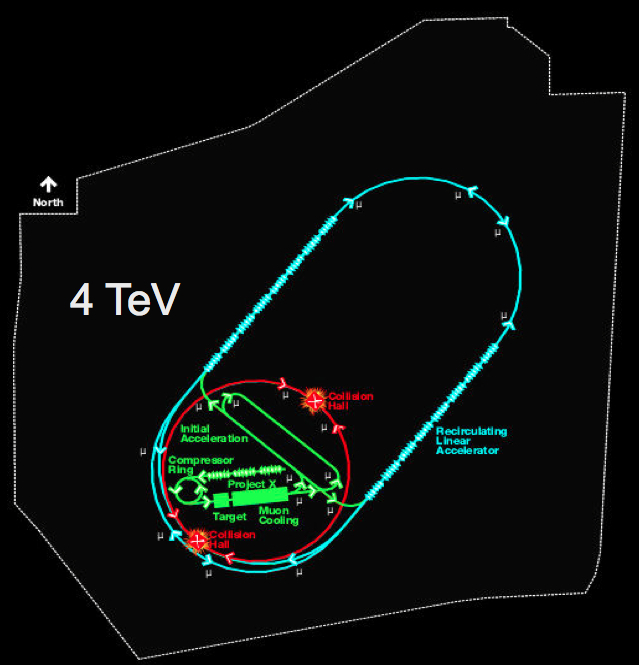 North
4 TeV
μ
μ
μ
μ
μ
μ
μ
μ
Collision
Hall
μ
Initial
Acceleration
Recirculating
Linear
Accelerator
μ
Compressor
Ring
Project X
μ
μ
Muon
Cooling
Target
μ
μ
Collision
Hall
μ
μ